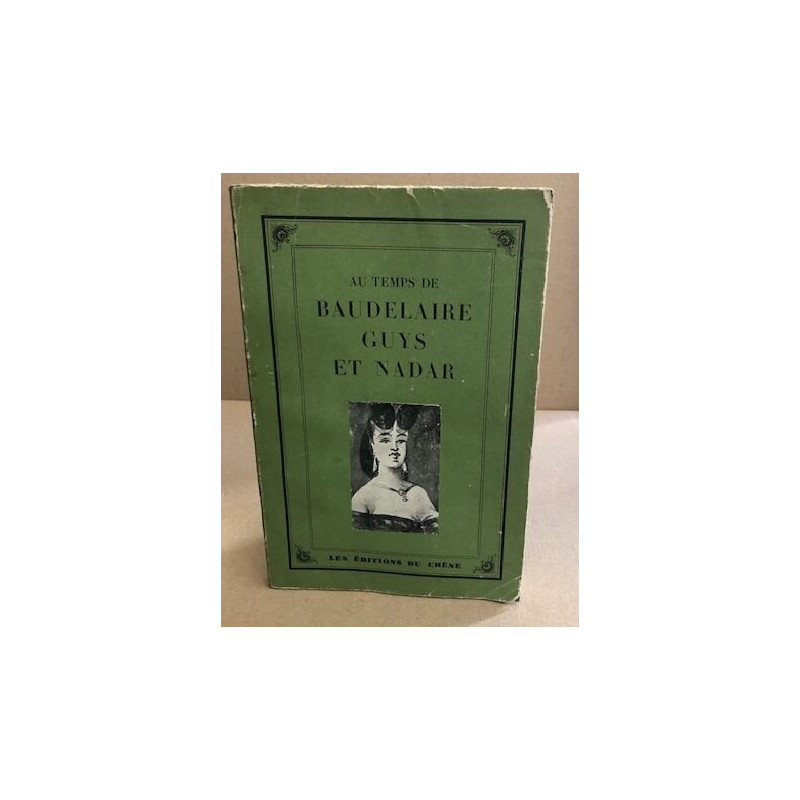 AU TEMPS DE
BAUDELAIRE
GUYS
ET NADAR
LES ÉDITIONS DU CHÊNE